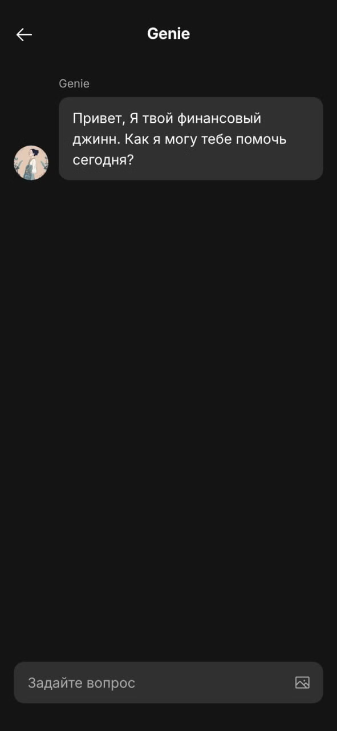 Genie
Genie
Привет, Я твой финансовый
джинн. Как я могу тебе помочь
сегодня?
Задайте вопрос